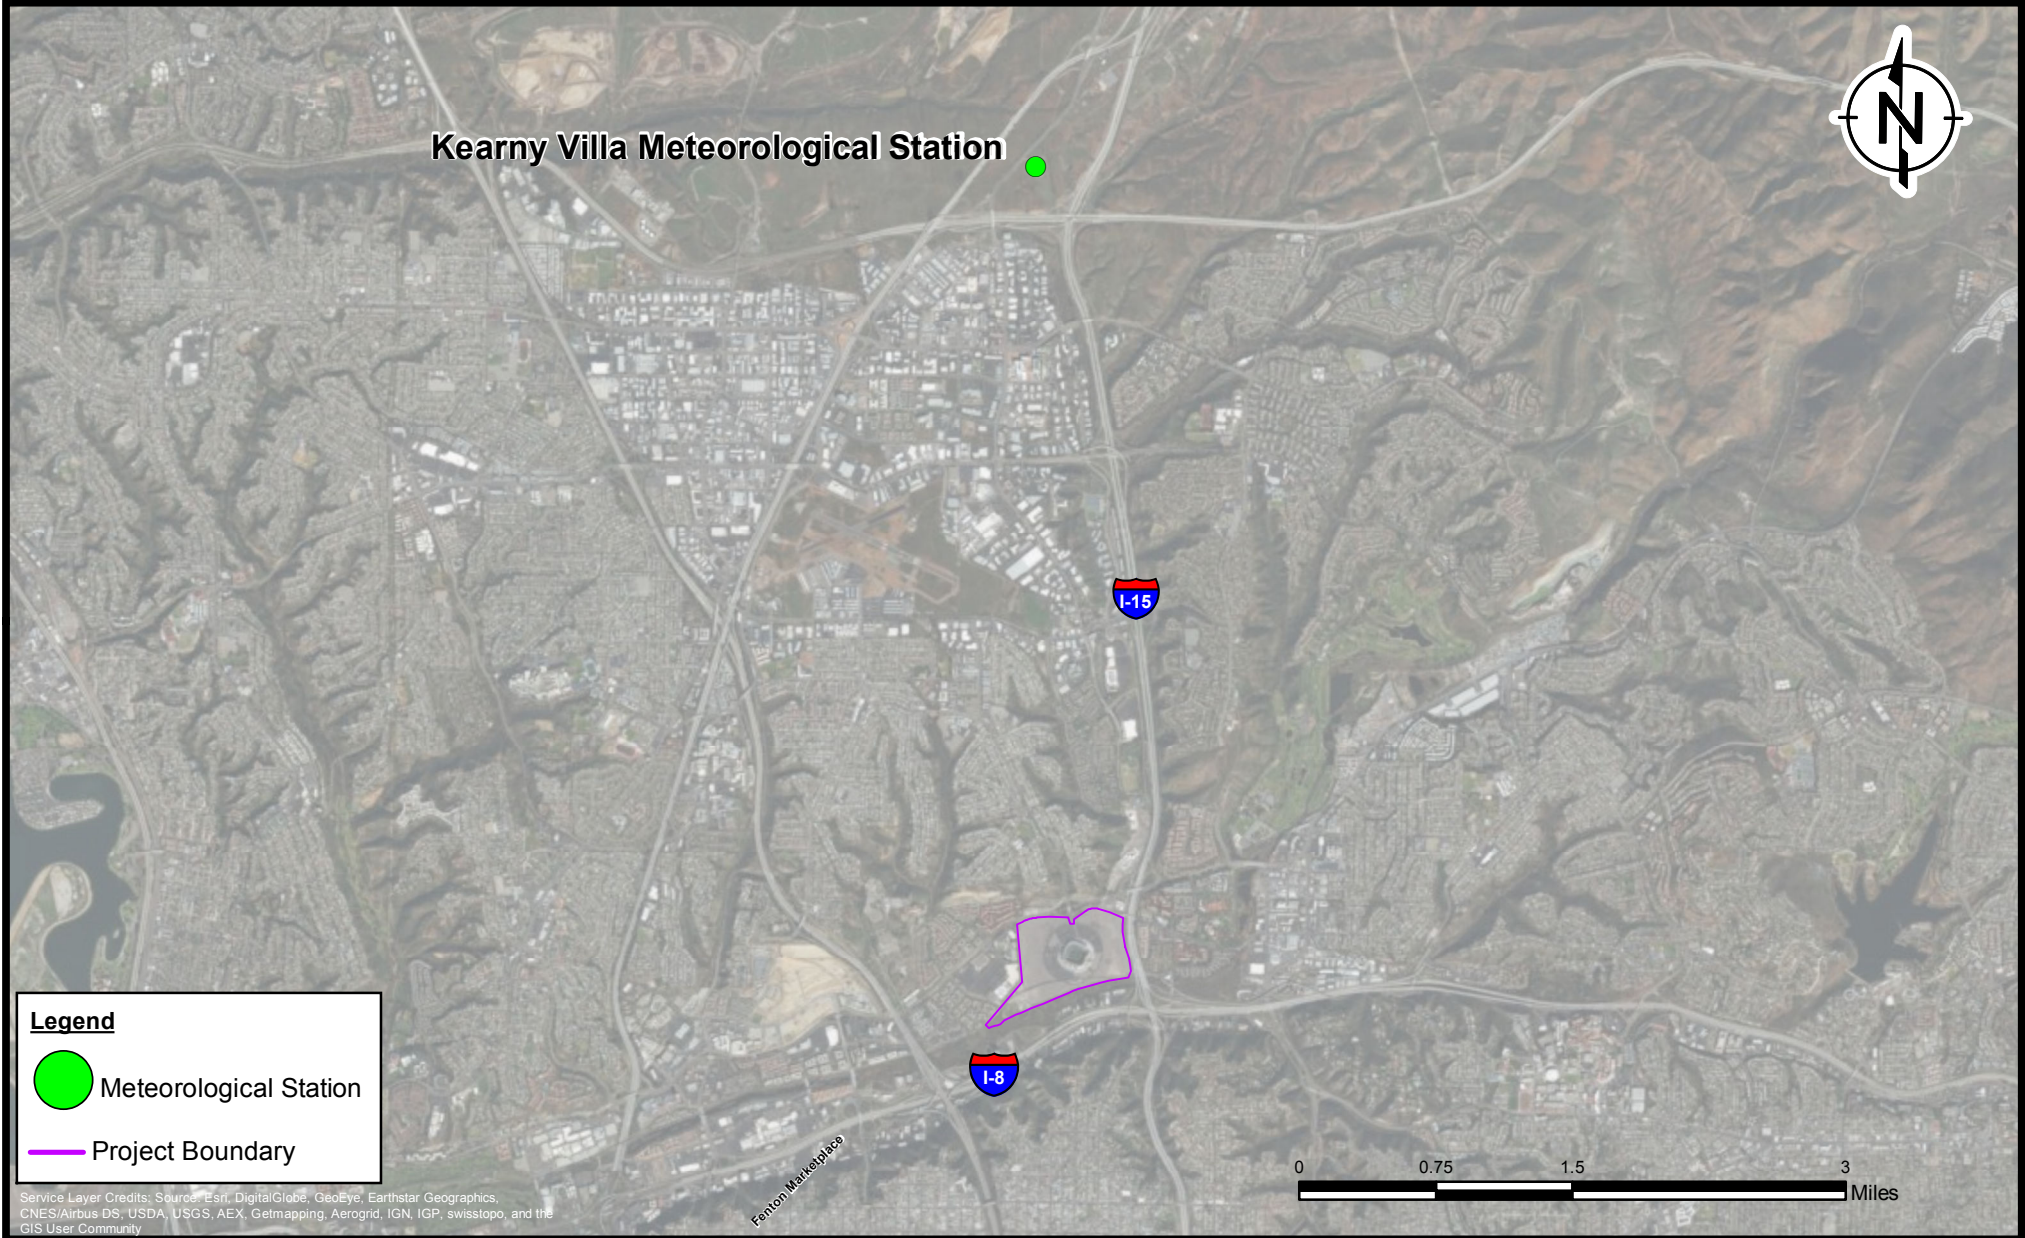 Kearny Villa Meteorological Station
N
I-15
I-8
Fenton Marketplace
Legend
Meteorological Station
Project Boundary
0 0.75 1.5 3
Miles
Service Layer Credits: Source: Esri, DigitalGlobe, GeoEye, Earthstar Geographics,
CNES/Airbus DS, USDA, USGS, AEX, Getmapping, Aerogrid, IGN, IGP, swisstopo, and the
GIS User Community